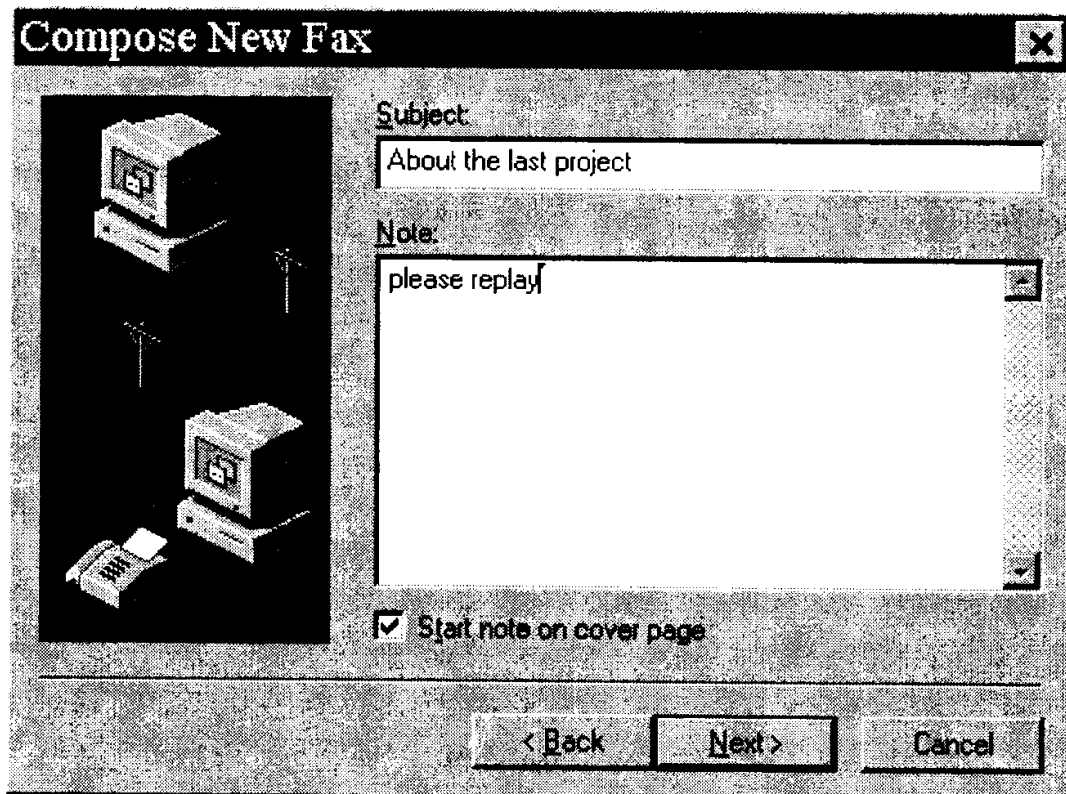 Compose New Fax
Subject:
About the last project
Note:
please replay
Start note on cover page
< Back
Next >
Cancel